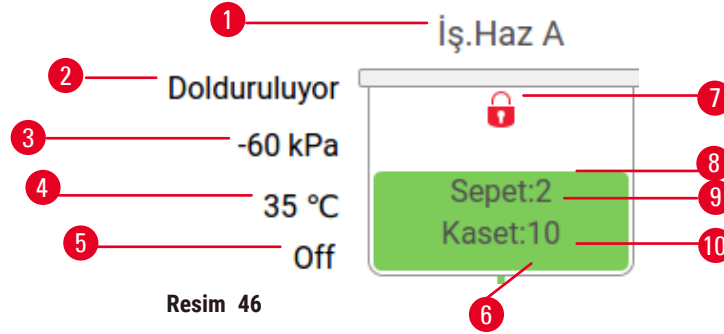 1
İş.Haz A
2
Dolduruluyor
7
3
-60 kPa
8
4
35 °C
Sepet:2
9
5
Off
Kaset:10
10
Resim 46
6